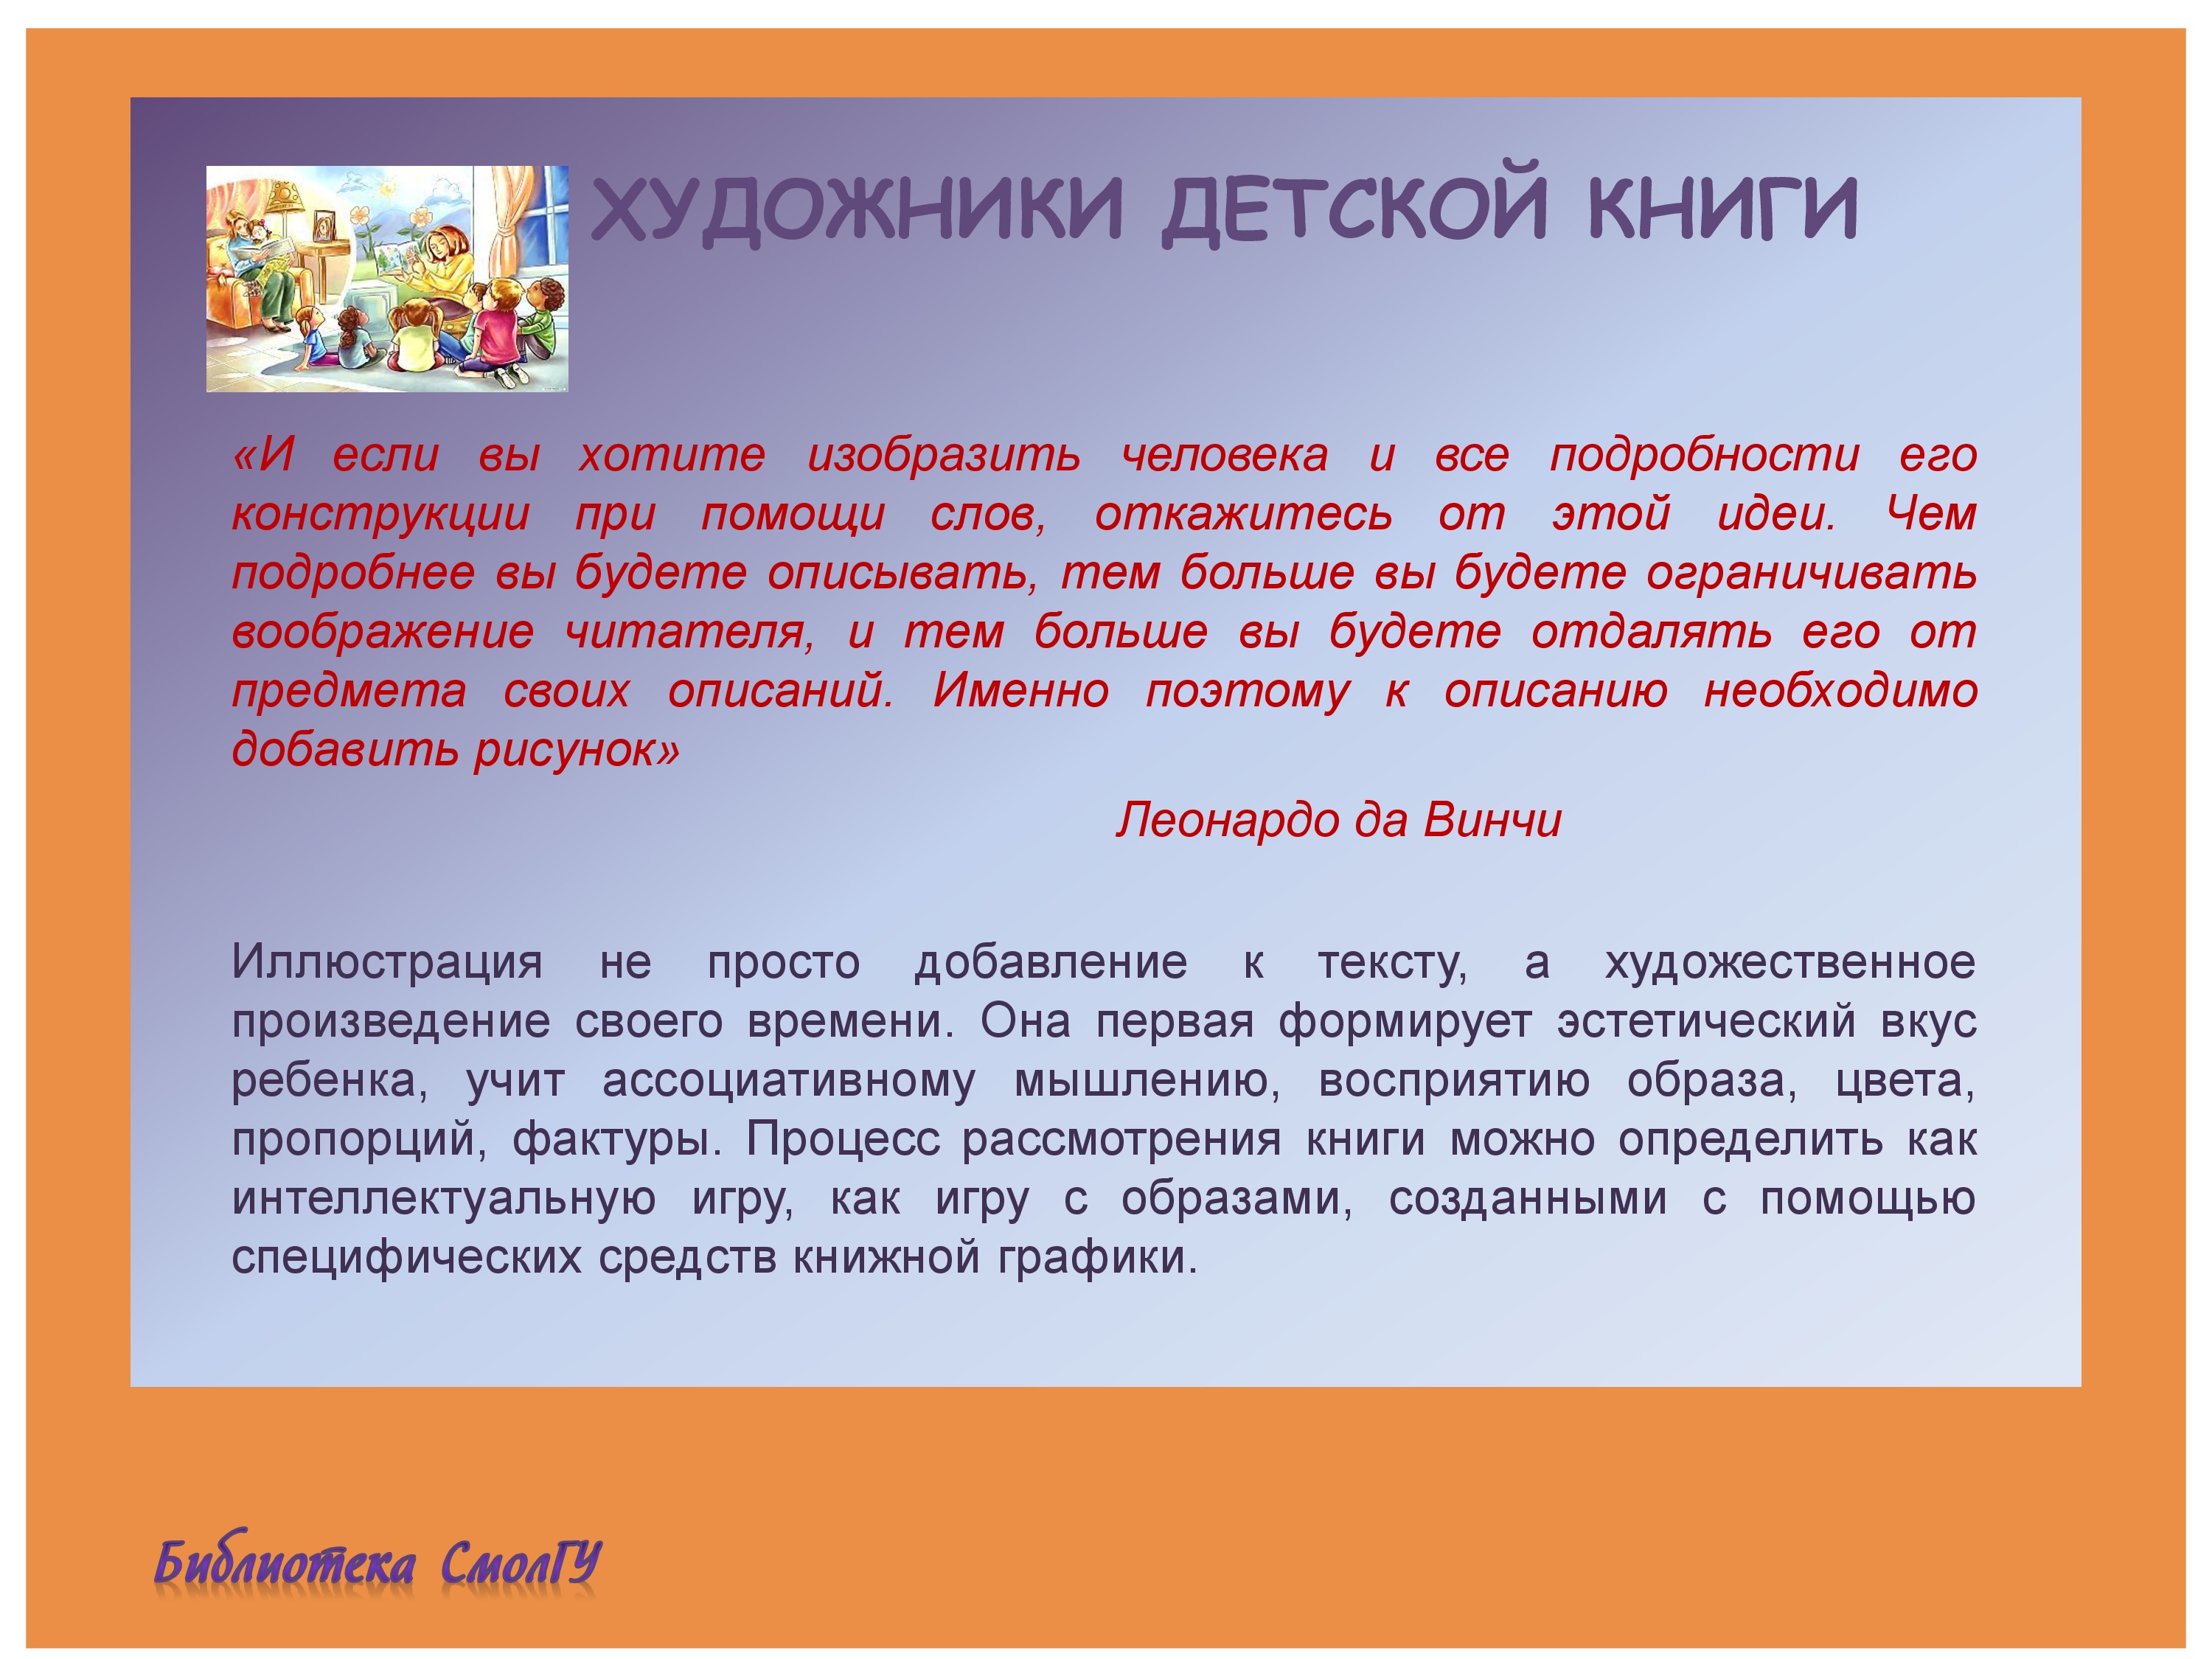 ХУДОЖНИКИ ДЕТСКОЙ КНИГИ
«И если вы хотите изобразить человека и все подробности его
конструкции при помощи слов, откажитесь от этой идеи. Чем
подробнее вы будете описывать, тем больше вы будете ограничивать
воображение читателя, и тем больше вы будете отдалять его от
предмета своих описаний. Именно поэтому к описанию необходимо
добавить рисунок»
Леонардо да Винчи
Иллюстрация не просто добавление к тексту, а художественное
произведение своего времени. Она первая формирует эстетический вкус
ребенка, учит ассоциативному мышлению, восприятию образа, цвета,
пропорций, фактуры. Процесс рассмотрения книги можно определить как
интеллектуальную игру, как игру с образами, созданными с помощью
специфических средств книжной графики.
Библиотека СмолГУ